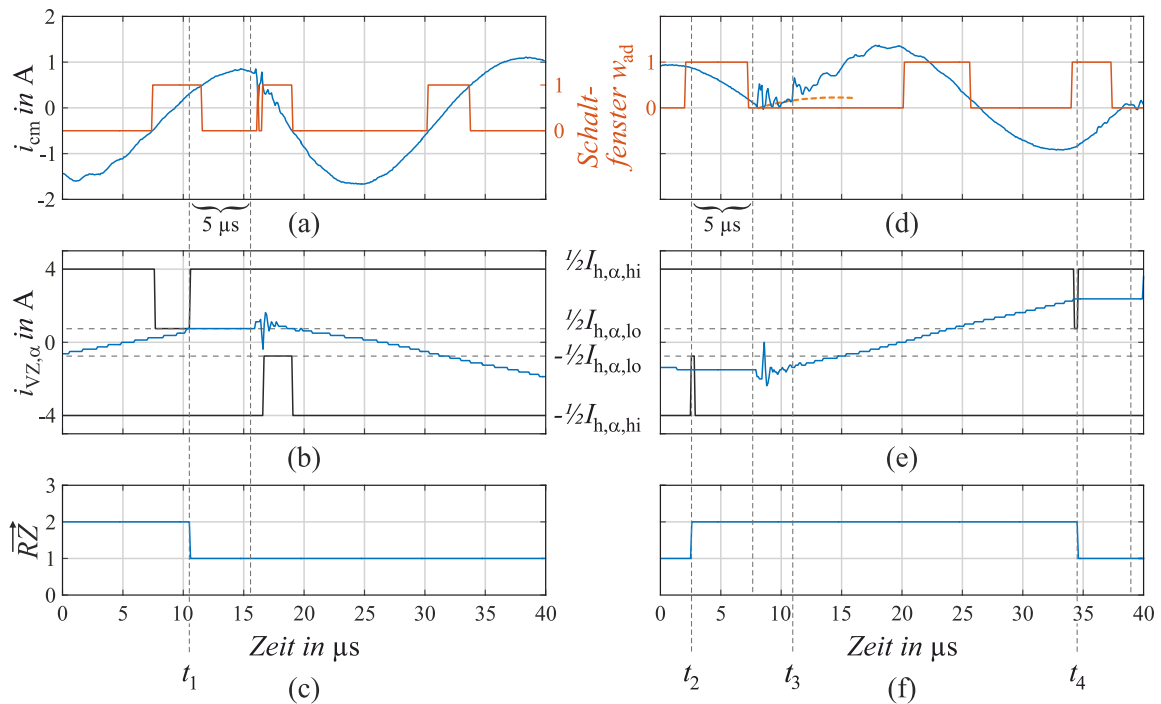 2
1
0
-1
-2
i_cm in A
1
0
Schalt-
fenster w_ad
1
0
5 µs
(a)
5 µs
(d)
4
0
-4
i_VZ,α in A
½I_h,α,hi
½I_h,α,lo
-½I_h,α,lo
-½I_h,α,hi
(b)
(e)
3
2
1
0
RZ
0 5 10 15 20 25 30 35 40
0 5 10 15 20 25 30 35 40
Zeit in µs
Zeit in µs
t_1
t_2
t_3
t_4
(c)
(f)